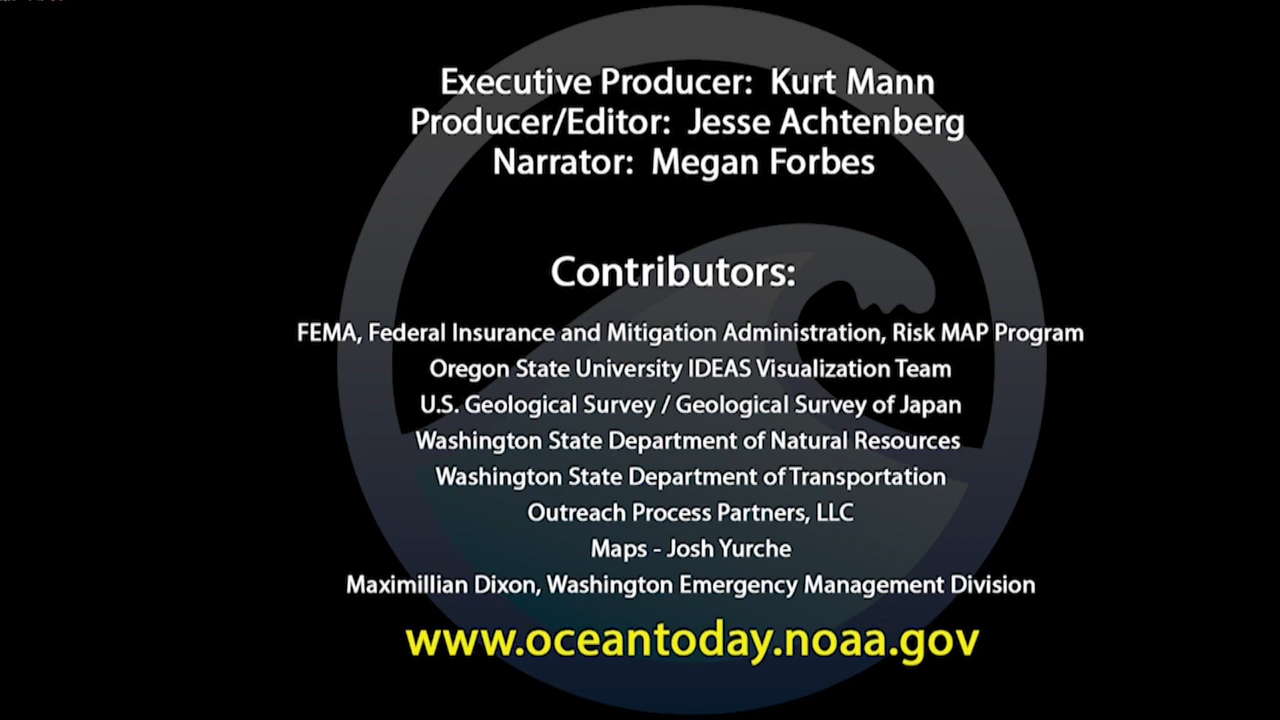 Executive Producer: Kurt Mann
Producer/Editor: Jesse Achtenberg
Narrator: Megan Forbes
Contributors:
FEMA, Federal Insurance and Mitigation Administration, Risk MAP Program
Oregon State University IDEAS Visualization Team
U.S. Geological Survey / Geological Survey of Japan
Washington State Department of Natural Resources
Washington State Department of Transportation
Outreach Process Partners, LLC
Maps - Josh Yurche
Maximillian Dixon, Washington Emergency Management Division
www.oceantoday.noaa.gov